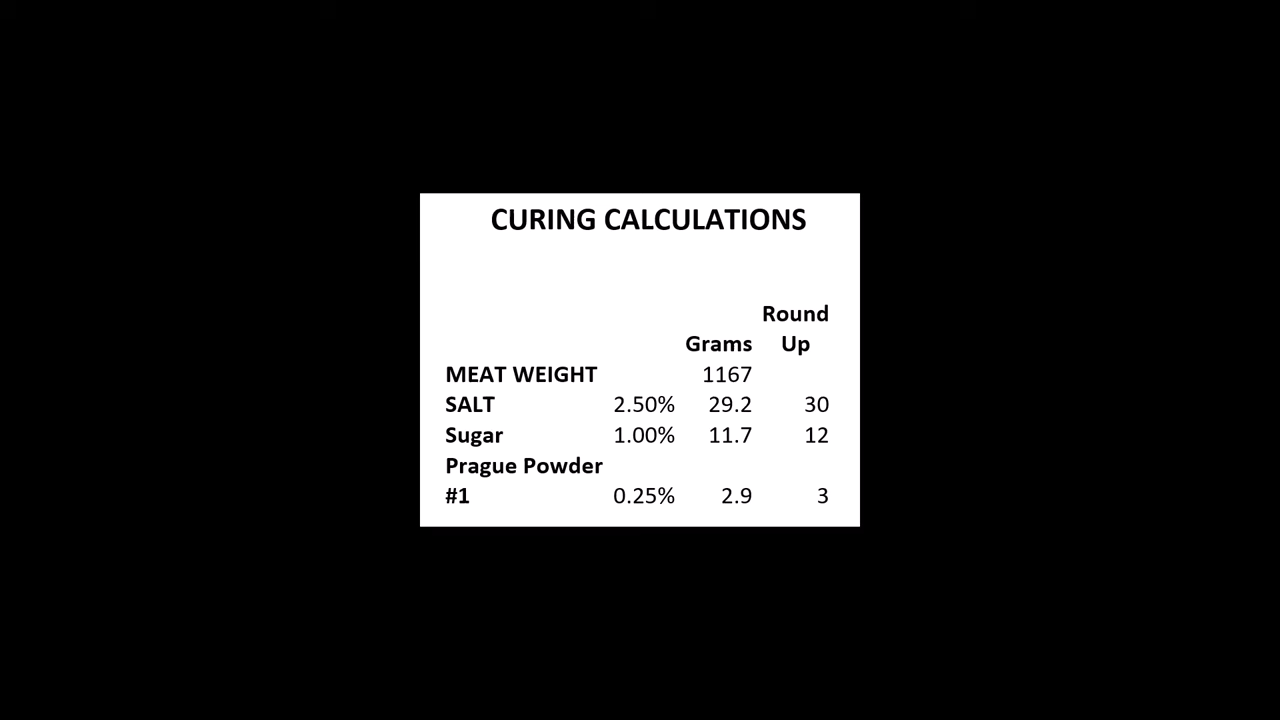 CURING CALCULATIONS
Round
Grams Up
MEAT WEIGHT 1167
SALT 2.50% 29.2 30
Sugar 1.00% 11.7 12
Prague Powder
#1 0.25% 2.9 3